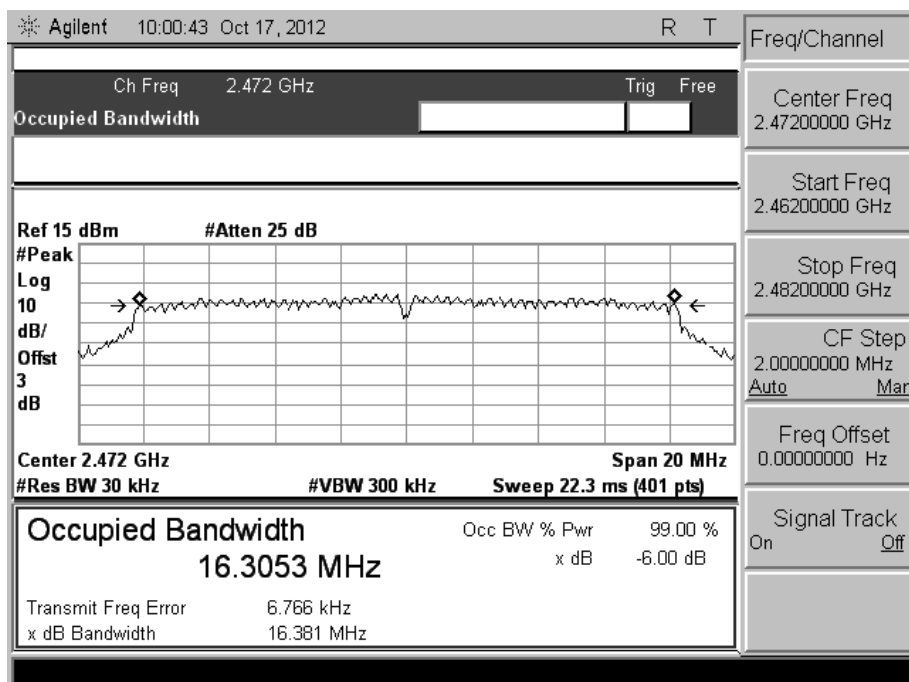 Agilent 10:00:43 Oct 17, 2012 R T
Freq/Channel
Ch Freq 2.472 GHz Trig Free
Occupied Bandwidth
Center Freq
2.47200000 GHz
Start Freq
2.46200000 GHz
Stop Freq
2.48200000 GHz
CF Step
2.00000000 MHz
Auto Man
Freq Offset
0.00000000 Hz
Signal Track
On Off
Ref 15 dBm #Atten 25 dB
#Peak
Log
10
dB/
Offst
3
dB
Center 2.472 GHz Span 20 MHz
#Res BW 30 kHz #VBW 300 kHz Sweep 22.3 ms (401 pts)
Occupied Bandwidth Occ BW % Pwr 99.00 %
16.3053 MHz x dB -6.00 dB
Transmit Freq Error 6.766 kHz
x dB Bandwidth 16.381 MHz